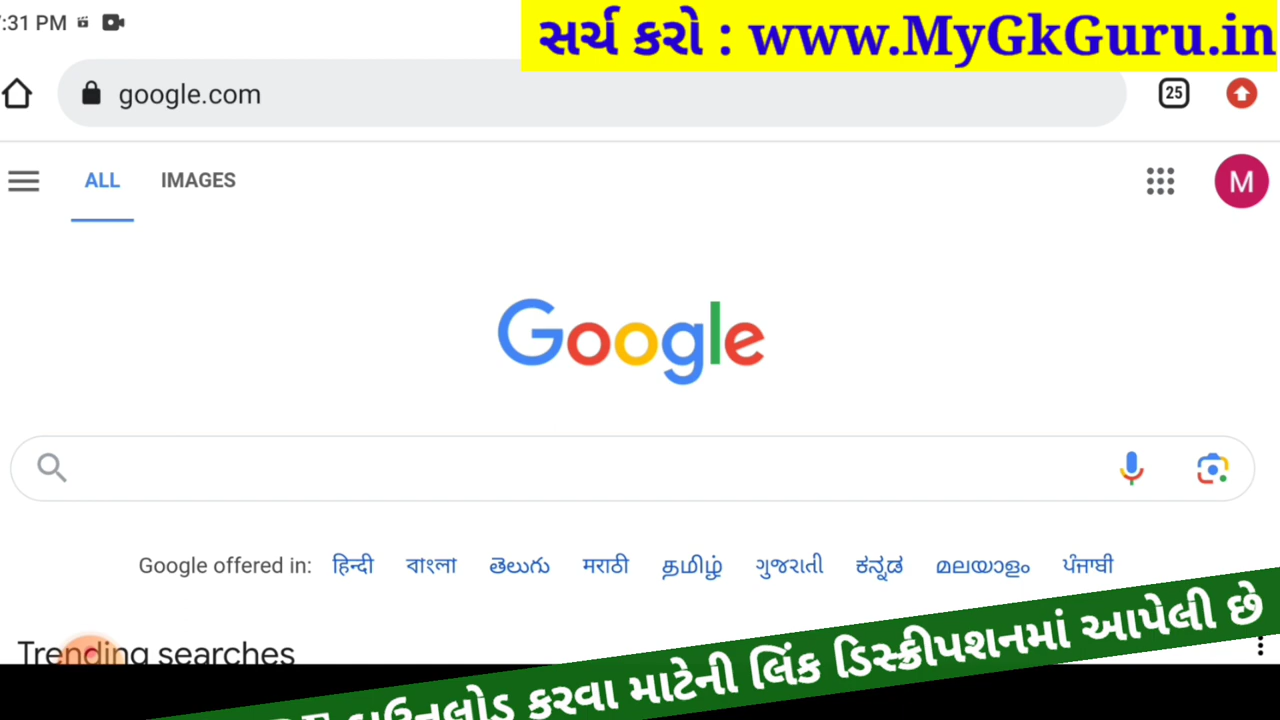 :31 PM
સર્ચ કરો : www.MyGkGuru.in
google.com
25
ALL IMAGES
M
Google
Google offered in: हिन्दी বাংলা తెలుగు मराठी தமிழ் ગુજરાતી ಕನ್ನಡ മലയാളം ਪੰਜਾਬੀ
Trending searches
ડાઉનલોડ કરવા માટેની લિંક ડિસ્ક્રીપશનમાં આપેલી છે